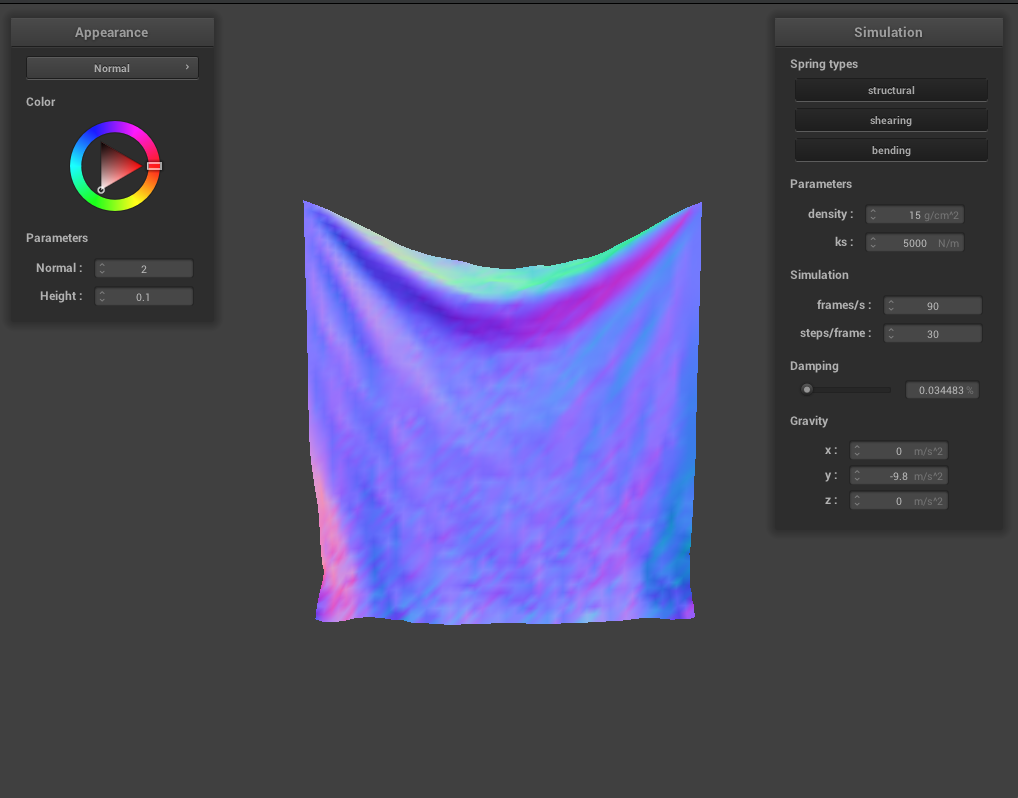 Appearance
Normal
Color
Parameters
Normal :
2
Height :
0.1
Simulation
Spring types
structural
shearing
bending
Parameters
density :
15 g/cm^2
ks :
5000 N/m
Simulation
frames/s :
90
steps/frame :
30
Damping
0.034483 %
Gravity
x :
0 m/s^2
y :
-9.8 m/s^2
z :
0 m/s^2